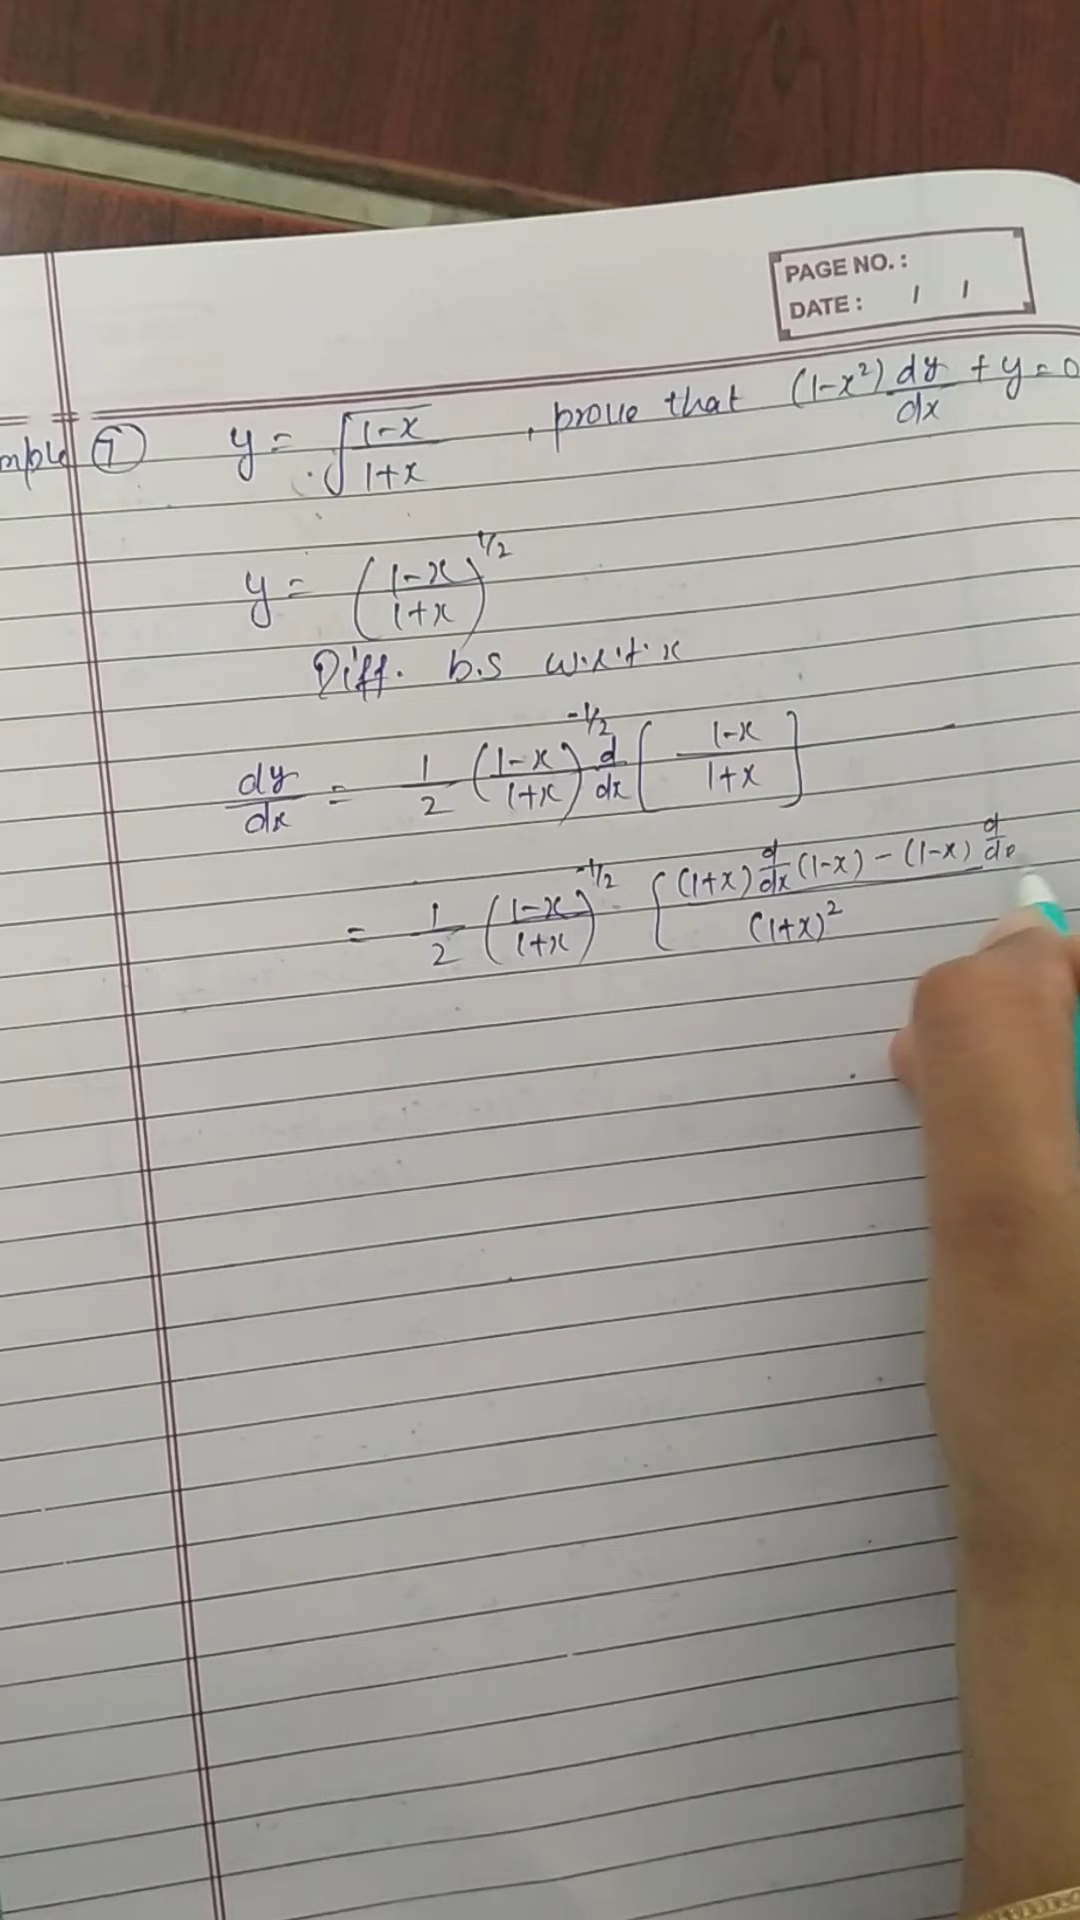 PAGE NO. :
DATE : / /
⑦ y = √(1-x)/(1+x) , prove that (1-x²) dy/dx + y = 0
y = ((1-x)/(1+x))^1/2
Diff. b.s w.r.t. x
dy/dx = 1/2 ((1-x)/(1+x))^-1/2 d/dx [(1-x)/(1+x)]
= 1/2 ((1-x)/(1+x))^-1/2 [(1+x) d/dx (1-x) - (1-x) d/dx / (1+x)²